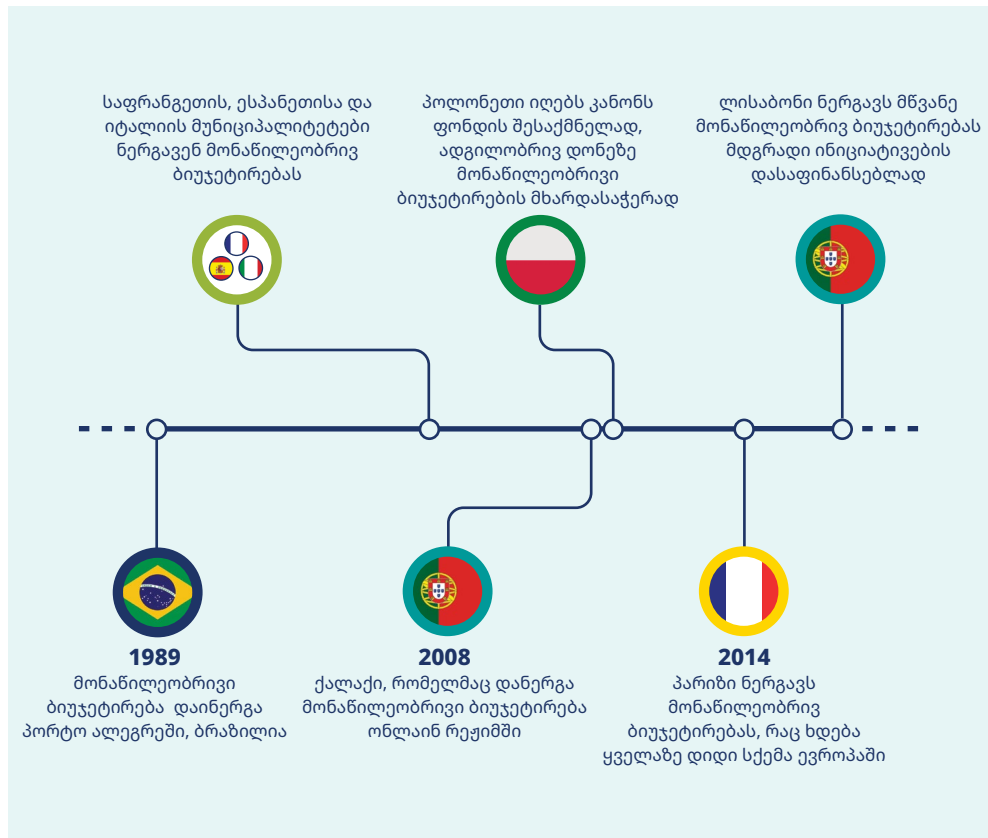 საფრანგეთის, ესპანეთისა და
იტალიის მუნიციპალიტეტები
ნერგავენ მონაწილეობრივ
ბიუჯეტირებას
პოლონეთი იღებს კანონს
ფონდის შესაქმნელად,
ადგილობრივ დონეზე
მონაწილეობრივი
ბიუჯეტირების მხარდასაჭერად
ლისაბონი ნერგავს მწვანე
მონაწილეობრივ ბიუჯეტირებას
მდგრადი ინიციატივების
დასაფინანსებლად
1989
მონაწილეობრივი
ბიუჯეტირება დაინერგა
პორტო ალეგრეში, ბრაზილია
2008
ქალაქი, რომელმაც დანერგა
მონაწილეობრივი ბიუჯეტირება
ონლაინ რეჟიმში
2014
პარიზი ნერგავს
მონაწილეობრივ
ბიუჯეტირებას, რაც ხდება
ყველაზე დიდი სქემა ევროპაში